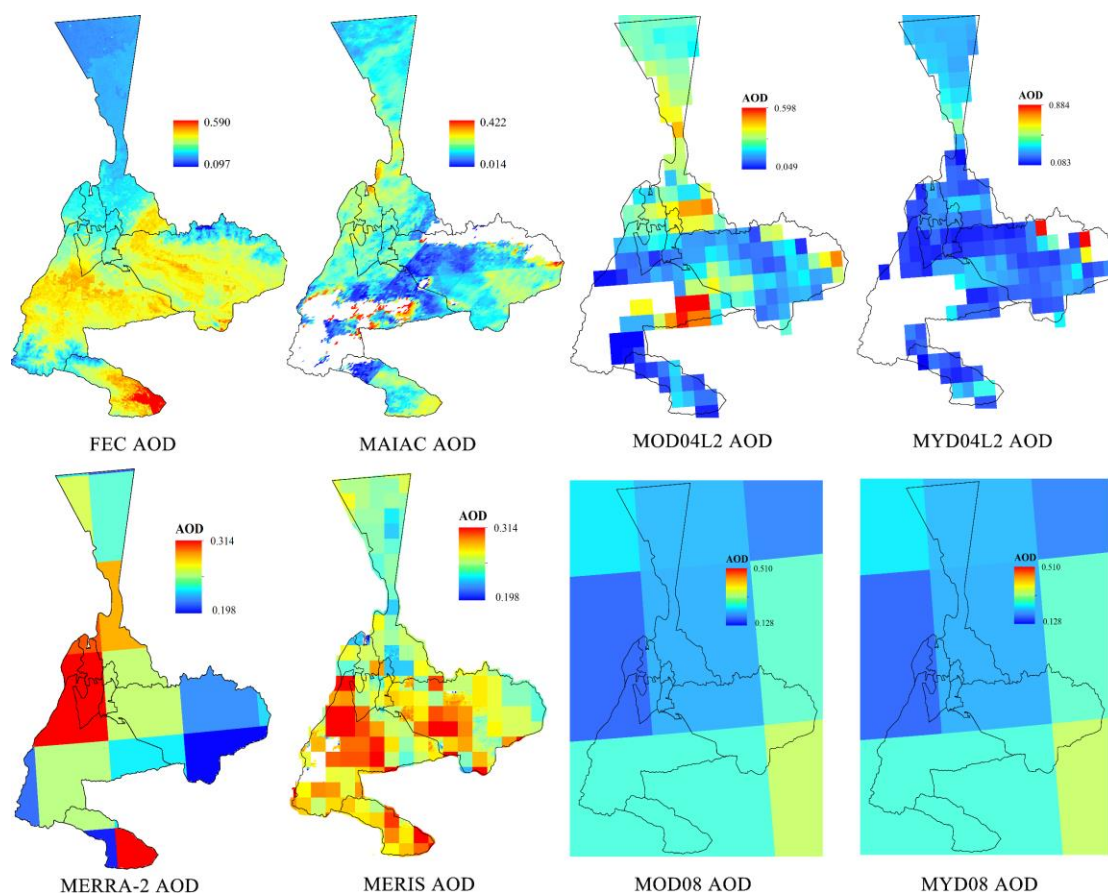 0.590
0.097
0.422
0.014
AOD
0.598
0.049
AOD
0.884
0.083
FEC AOD
MAIAC AOD
MOD04L2 AOD
MYD04L2 AOD
AOD
0.314
0.198
AOD
0.314
0.198
AOD
0.510
0.128
AOD
0.510
0.128
MERRA-2 AOD
MERIS AOD
MOD08 AOD
MYD08 AOD